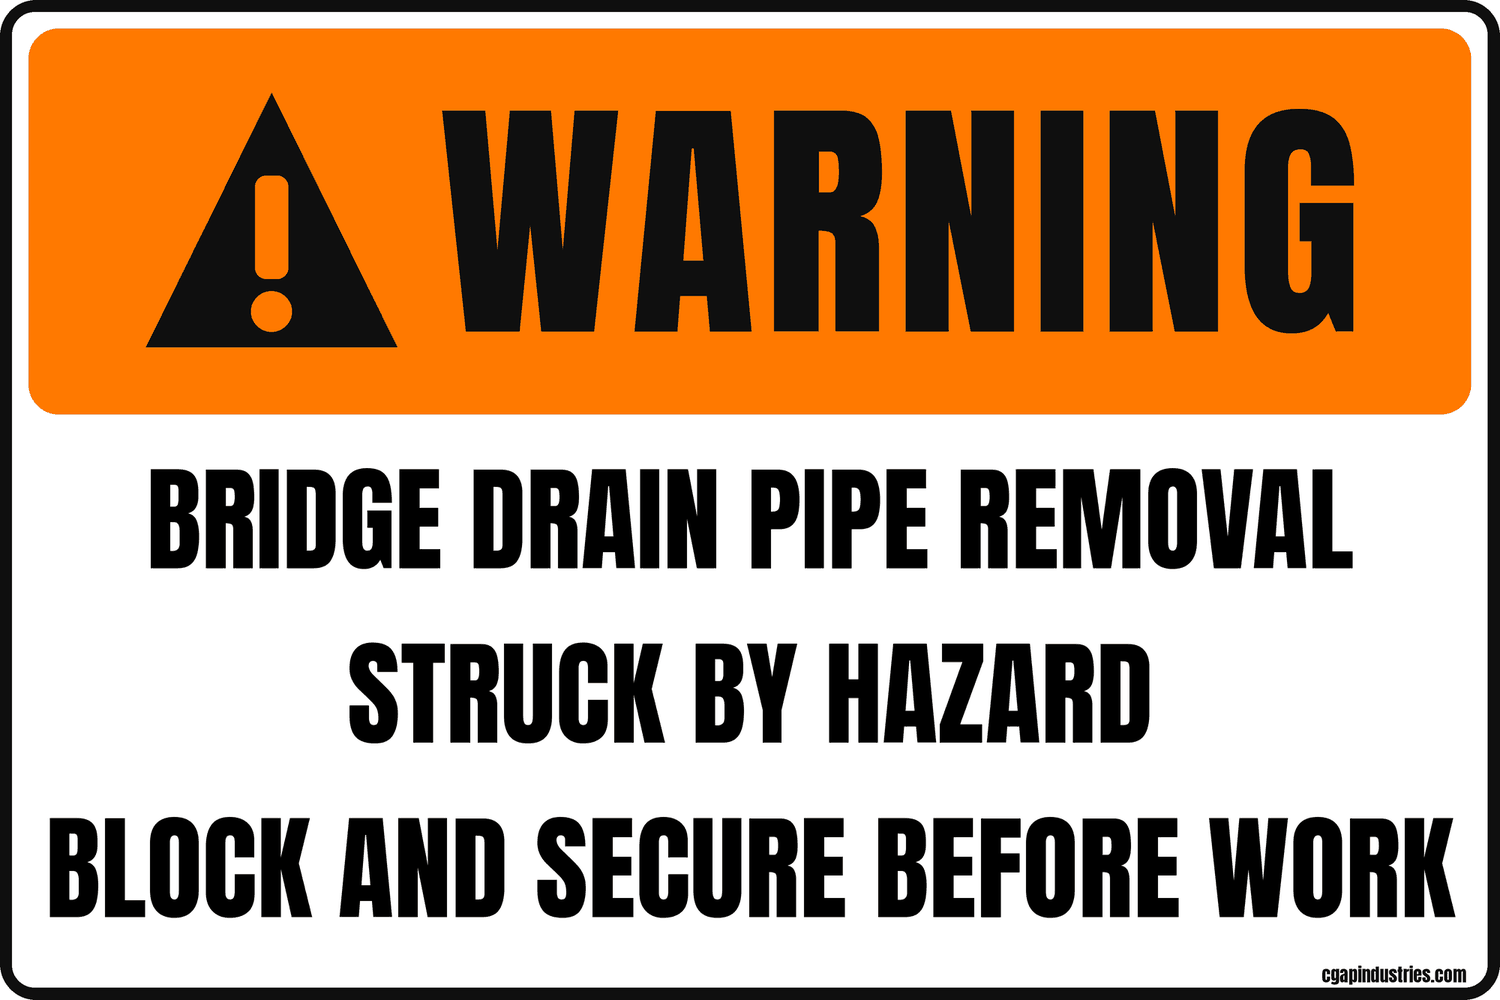 WARNING
BRIDGE DRAIN PIPE REMOVAL
STRUCK BY HAZARD
BLOCK AND SECURE BEFORE WORK
cgapindustries.com